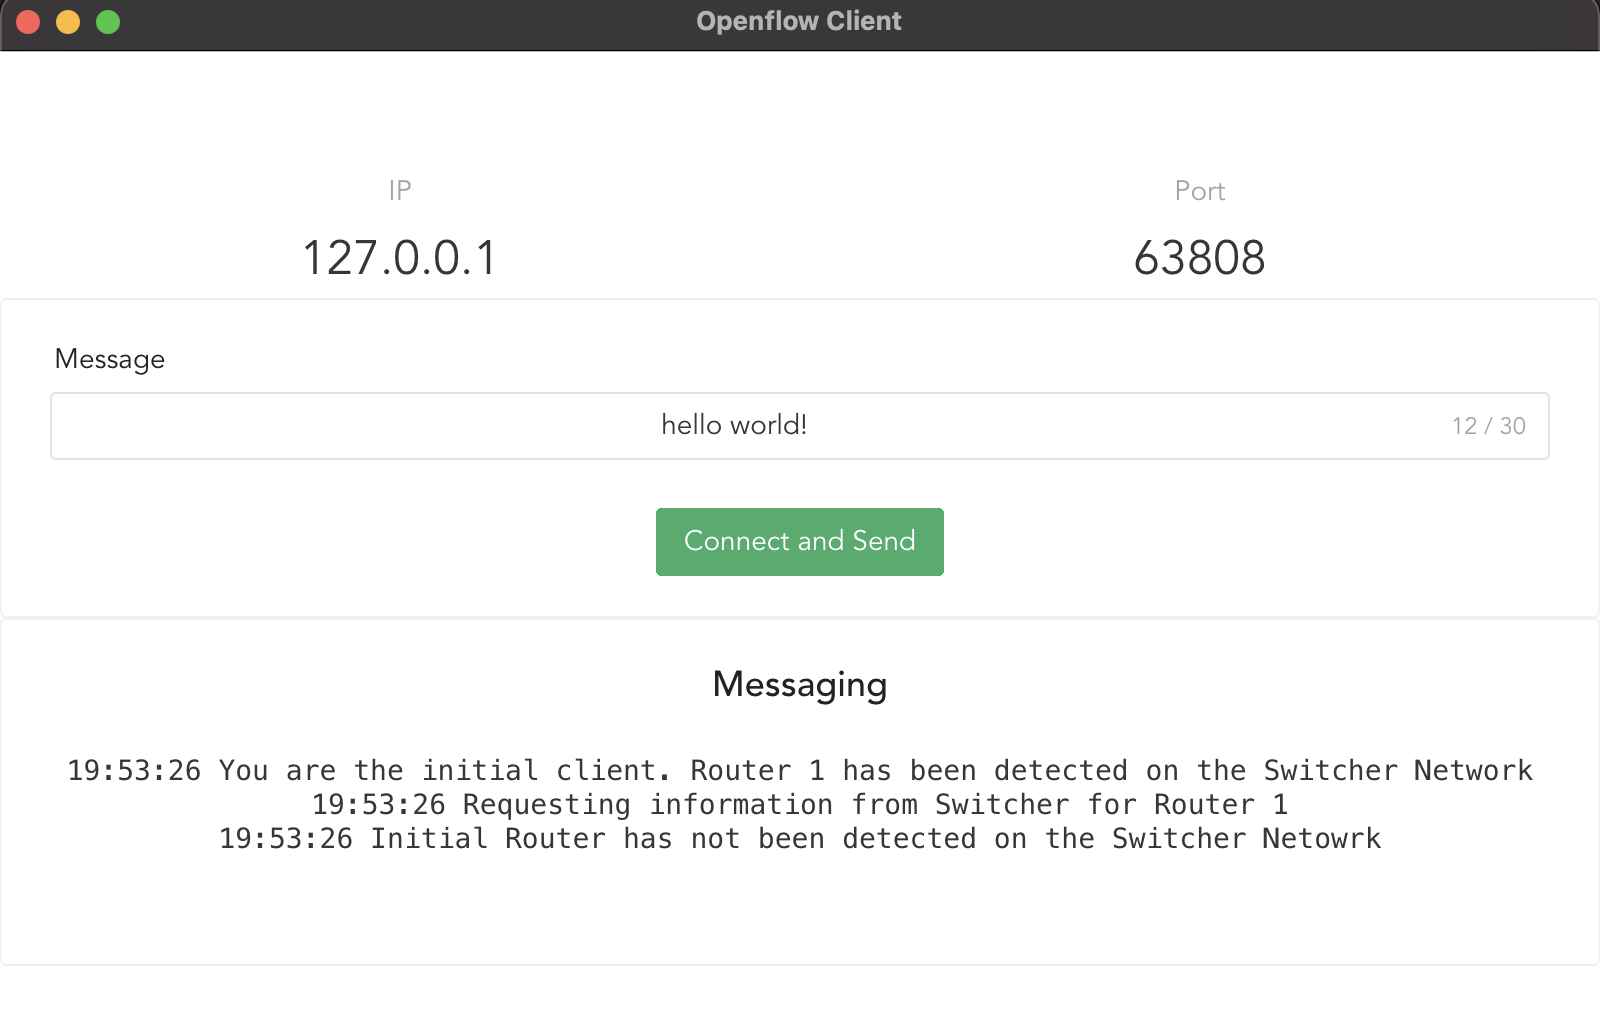 Openflow Client
IP
Port
127.0.0.1
63808
Message
hello world!
12 / 30
Connect and Send
Messaging
19:53:26 You are the initial client. Router 1 has been detected on the Switcher Network
19:53:26 Requesting information from Switcher for Router 1
19:53:26 Initial Router has not been detected on the Switcher Netowrk